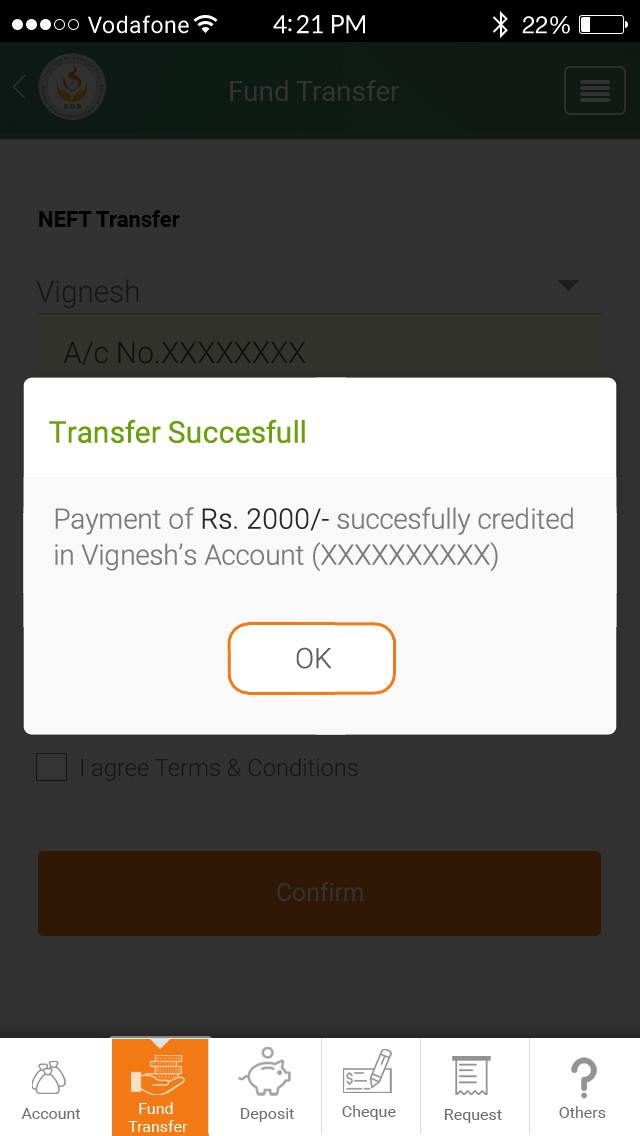 Vodafone 4:21 PM 22%
Fund Transfer
NEFT Transfer
Vignesh
A/c No.XXXXXXXX
Transfer Succesfull
Payment of Rs. 2000/- succesfully credited
in Vignesh's Account (XXXXXXXXXX)
OK
I agree Terms & Conditions
Confirm
Account
Fund
Transfer
Deposit
Cheque
Request
Others